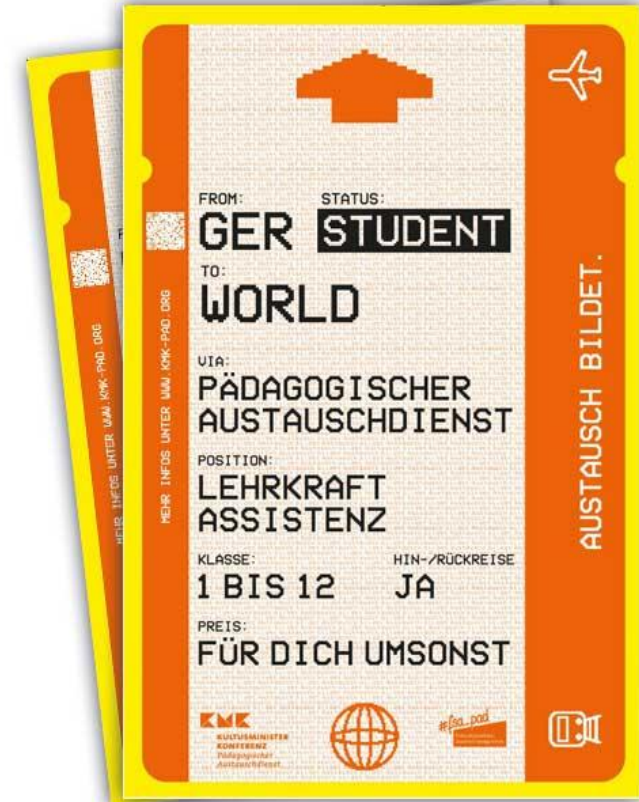 FROM: STATUS:
GER STUDENT
TO:
WORLD
VIA:
PÄDAGOGISCHER
AUSTAUSCHDIENST
POSITION:
LEHRKRAFT
ASSISTENZ
KLASSE: HIN-/RÜCKREISE
1 BIS 12 JA
PREIS:
FÜR DICH UMSONST
KMK
KULTUSMINISTER
KONFERENZ
Pädagogischer
Austauschdienst
#fsa_pad
MEHR INFOS UNTER WWW.KMK-PAD.ORG
AUSTAUSCH BILDET.
MEHR INFOS UNTER WWW.KMK-PAD.ORG